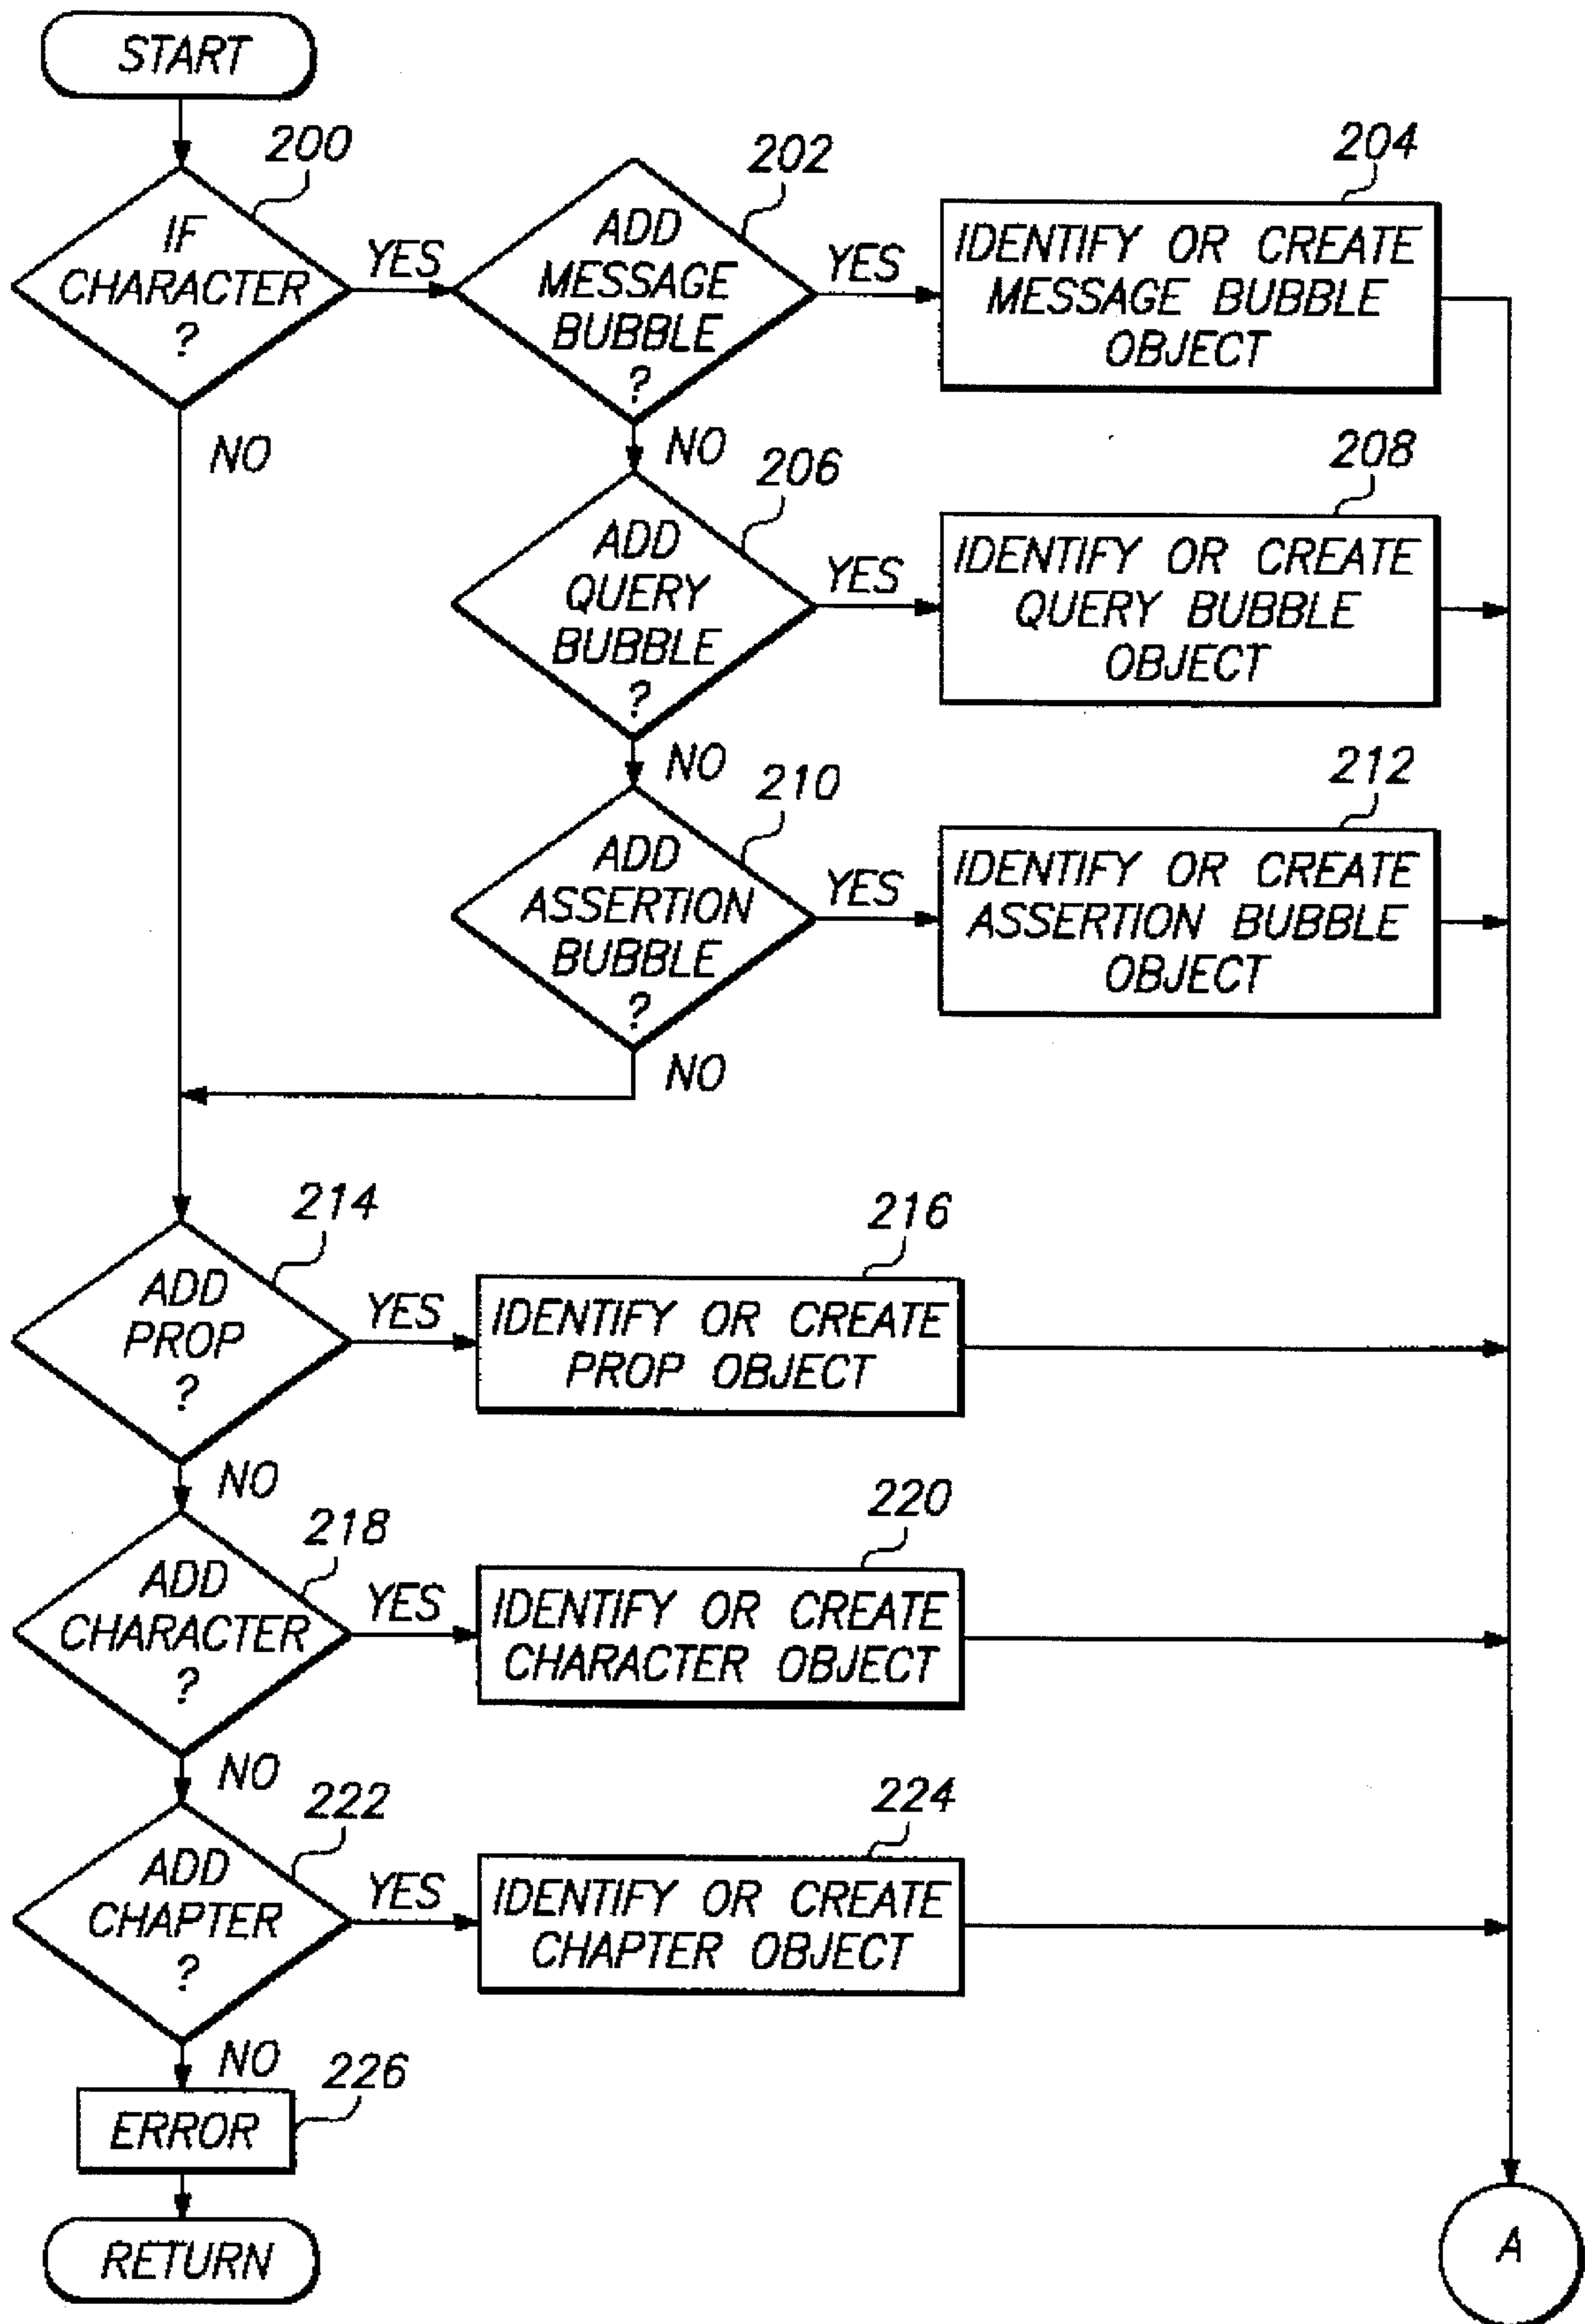 START
200
IF
CHARACTER
?
YES
NO
202
ADD
MESSAGE
BUBBLE
?
YES
NO
204
IDENTIFY OR CREATE
MESSAGE BUBBLE
OBJECT
206
ADD
QUERY
BUBBLE
?
YES
NO
208
IDENTIFY OR CREATE
QUERY BUBBLE
OBJECT
210
ADD
ASSERTION
BUBBLE
?
YES
NO
212
IDENTIFY OR CREATE
ASSERTION BUBBLE
OBJECT
214
ADD
PROP
?
YES
NO
216
IDENTIFY OR CREATE
PROP OBJECT
218
ADD
CHARACTER
?
YES
NO
220
IDENTIFY OR CREATE
CHARACTER OBJECT
222
ADD
CHAPTER
?
YES
NO
224
IDENTIFY OR CREATE
CHAPTER OBJECT
226
ERROR
RETURN
A